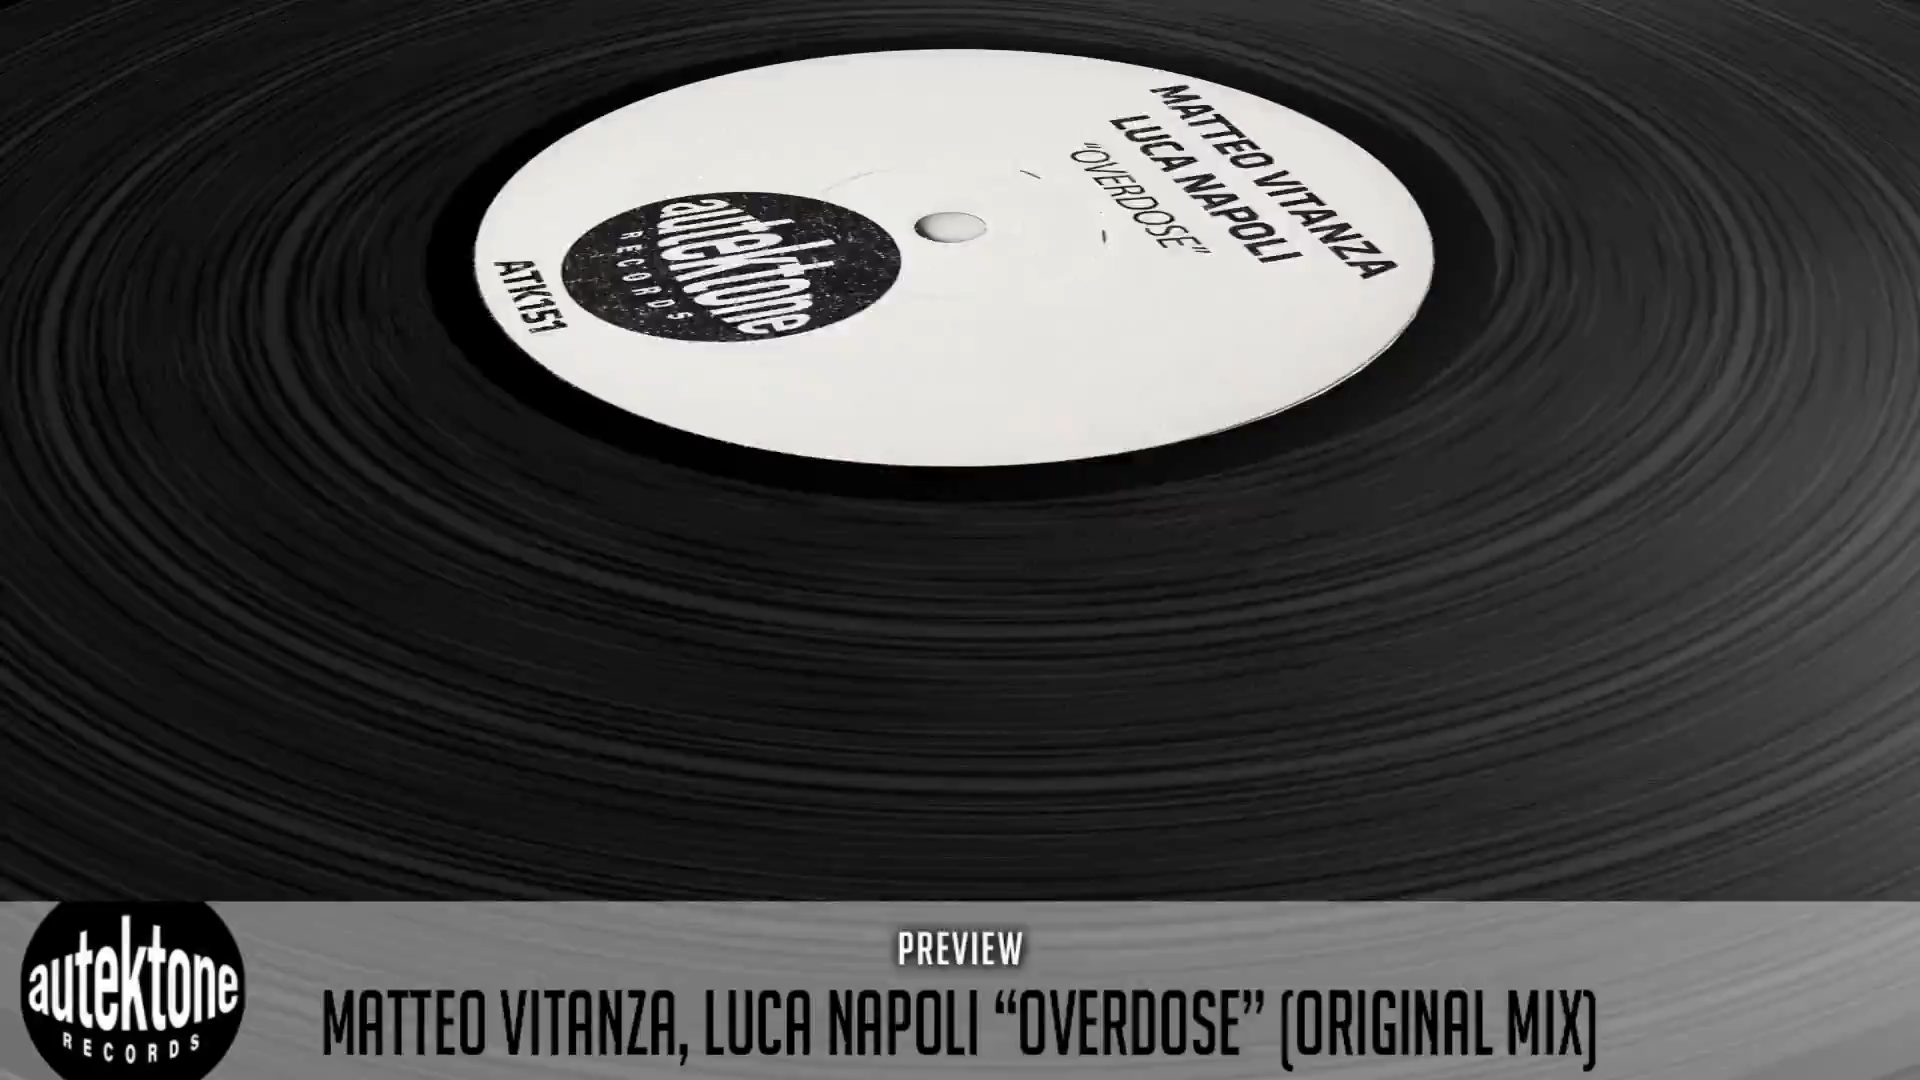 MATTEO VITANZA
LUCA NAPOLI
“OVERDOSE”
autektone
RECORDS
ATK151
autektone
RECORDS
PREVIEW
MATTEO VITANZA, LUCA NAPOLI “OVERDOSE” (ORIGINAL MIX)